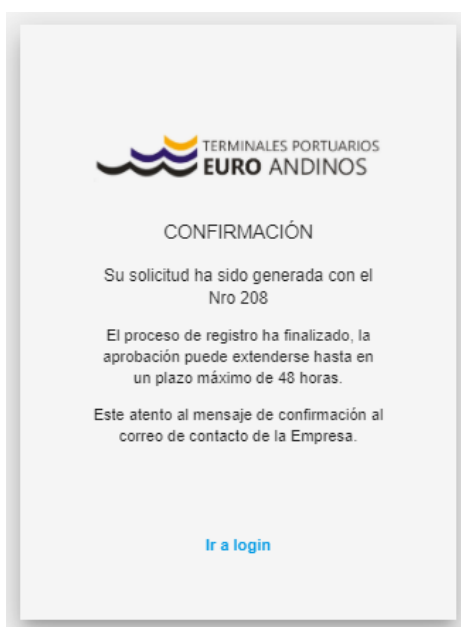 TERMINALES PORTUARIOS
EURO ANDINOS
CONFIRMACIÓN
Su solicitud ha sido generada con el
Nro 208
El proceso de registro ha finalizado, la
aprobación puede extenderse hasta en
un plazo máximo de 48 horas.
Este atento al mensaje de confirmación al
correo de contacto de la Empresa.
Ir a login